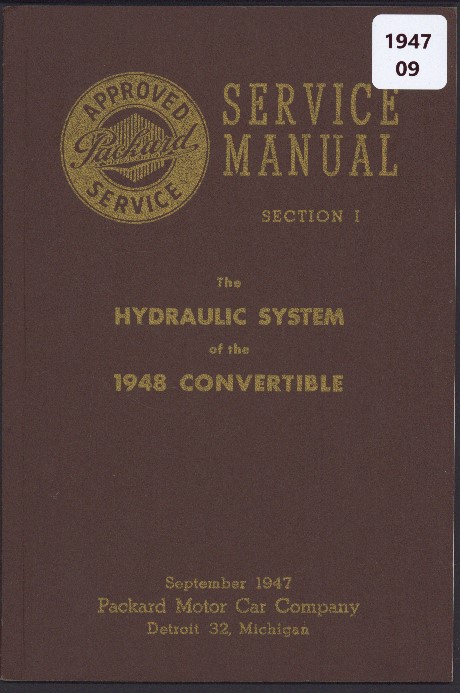 1947
09
APPROVED
Packard
SERVICE
SERVICE
MANUAL
SECTION I
The
HYDRAULIC SYSTEM
of the
1948 CONVERTIBLE
September 1947
Packard Motor Car Company
Detroit 32, Michigan